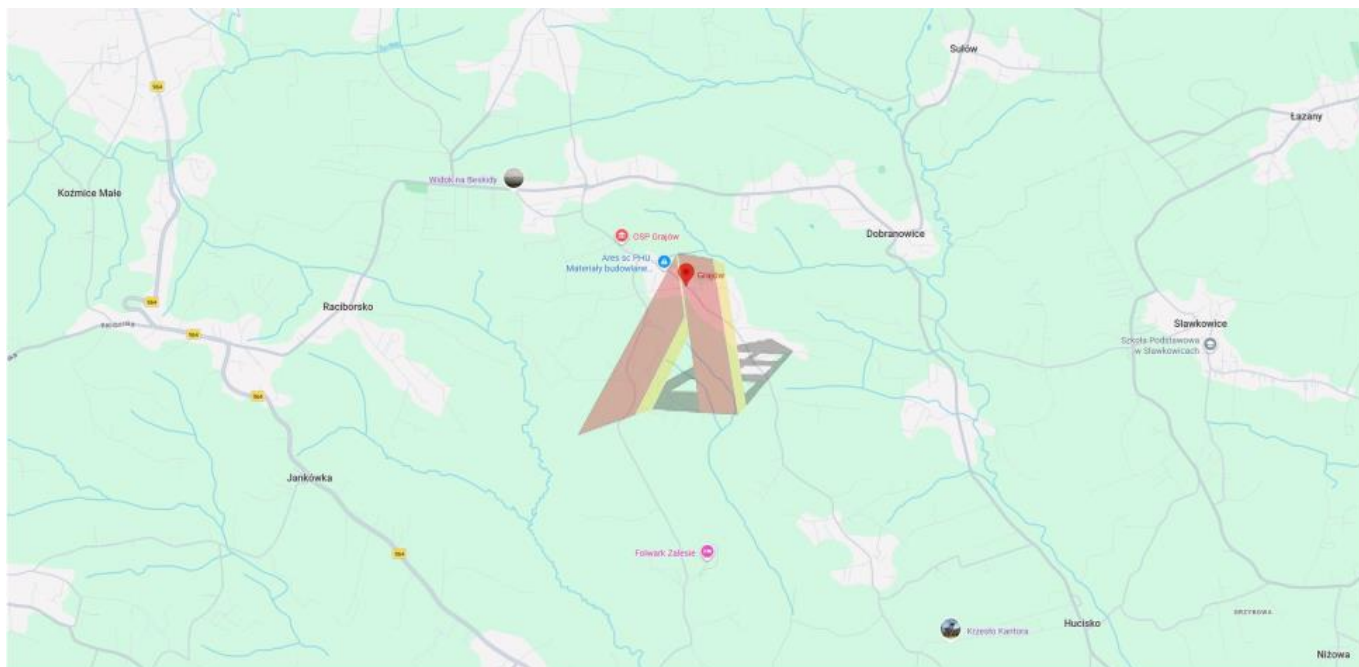 Sułów
964
Łazany
Koźmice Małe
Widok na Beskidy
Dobranowice
OSP Grajów
Ares sc PHU
Materiały budowlane...
Grajów
Raciborsko
964
964
Sławkowice
Szkoła Podstawowa
w Sławkowicach
964
Jankówka
964
Folwark Zalesie
BRZYKOWA
Hucisko
Krzesło Kantora
Niżowa